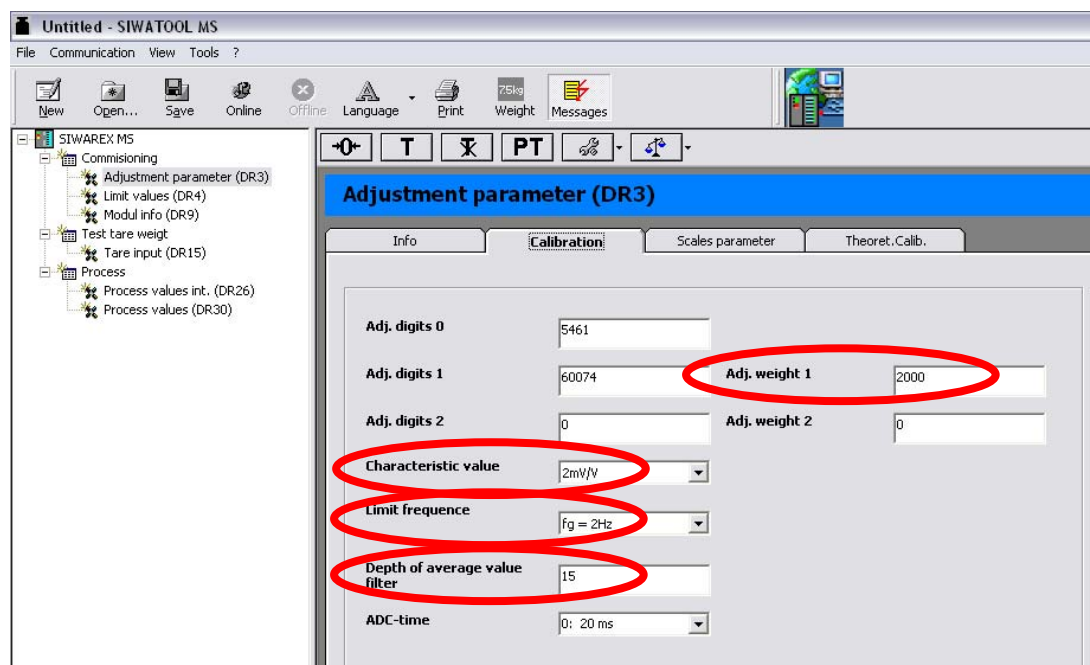 Untitled - SIWATOOL MS
File Communication View Tools ?
New Open... Save Online Offline Language Print 7.5kg Weight Messages
SIWAREX MS
Commisioning
Adjustment parameter (DR3)
Limit values (DR4)
Modul info (DR9)
Test tare weigt
Tare input (DR15)
Process
Process values int. (DR26)
Process values (DR30)
0 T T PT
Adjustment parameter (DR3)
Info Calibration Scales parameter Theoret.Calib.
Adj. digits 0 5461
Adj. digits 1 60074 Adj. weight 1 2000
Adj. digits 2 0 Adj. weight 2 0
Characteristic value 2mV/V
Limit frequence fg = 2Hz
Depth of average value
filter 15
ADC-time 0: 20 ms